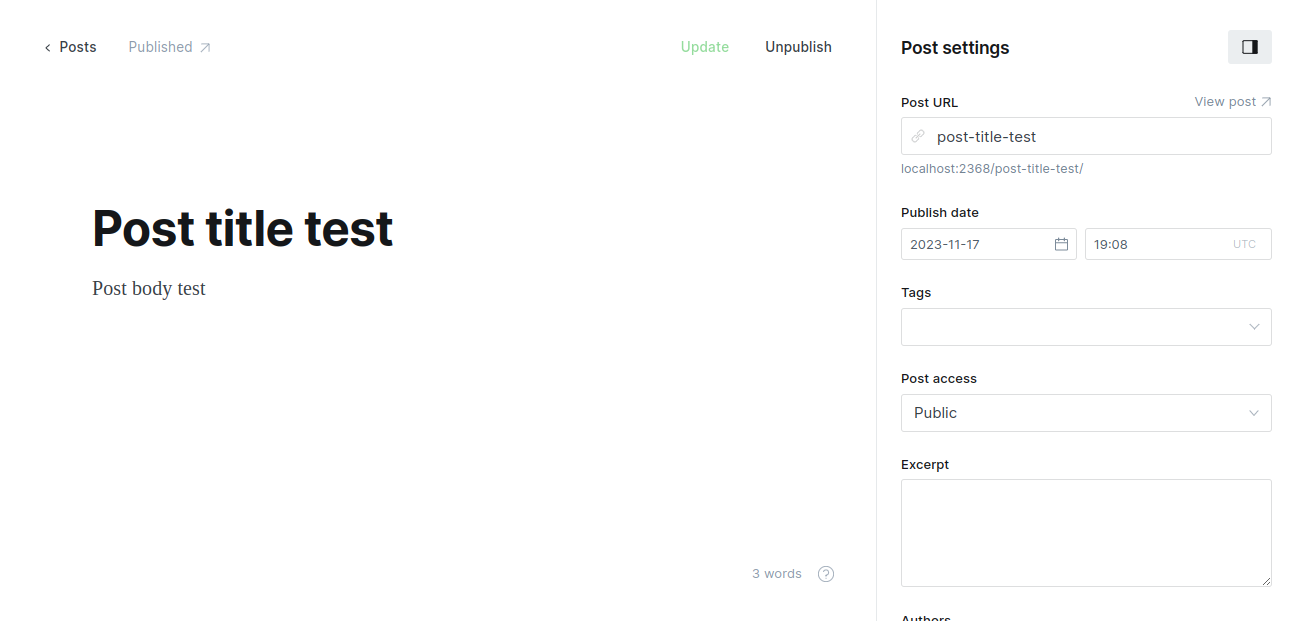 Posts
Published
Update
Unpublish
Post title test
Post body test
3 words
?
Post settings
Post URL
View post
post-title-test
localhost:2368/post-title-test/
Publish date
2023-11-17
19:08
UTC
Tags
Post access
Public
Excerpt
Authors